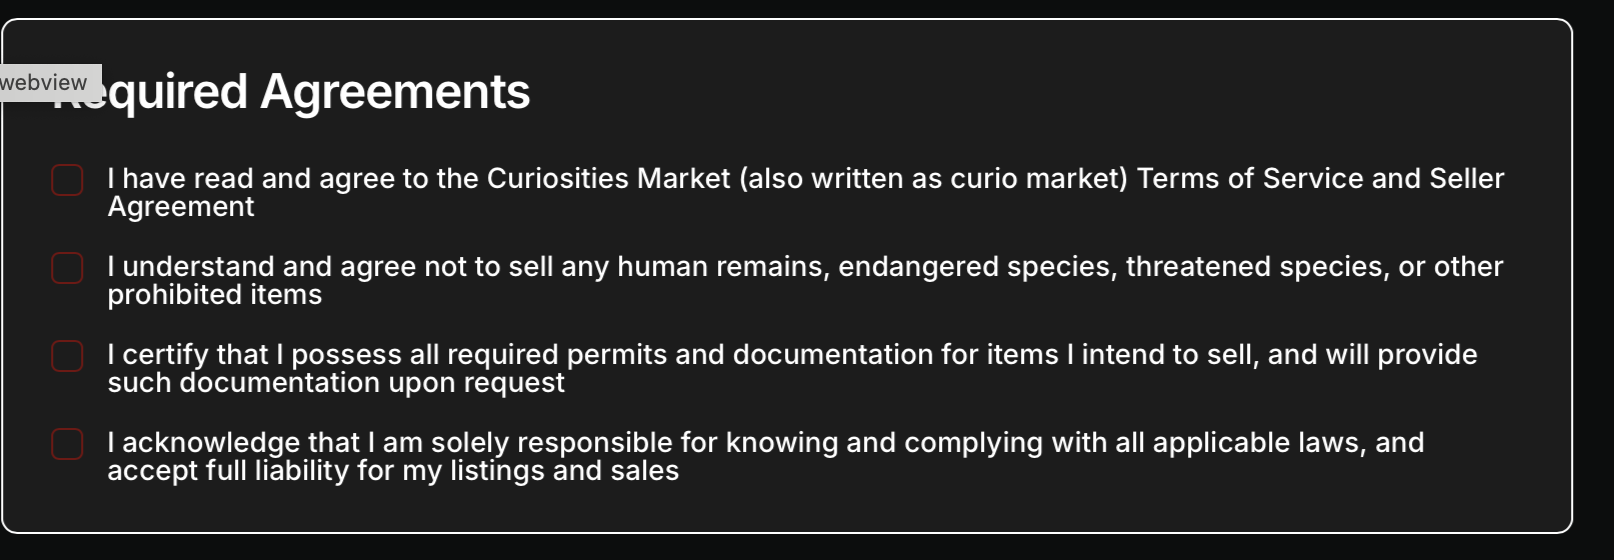 webview
Required Agreements
I have read and agree to the Curiosities Market (also written as curio market) Terms of Service and Seller
Agreement
I understand and agree not to sell any human remains, endangered species, threatened species, or other
prohibited items
I certify that I possess all required permits and documentation for items I intend to sell, and will provide
such documentation upon request
I acknowledge that I am solely responsible for knowing and complying with all applicable laws, and
accept full liability for my listings and sales